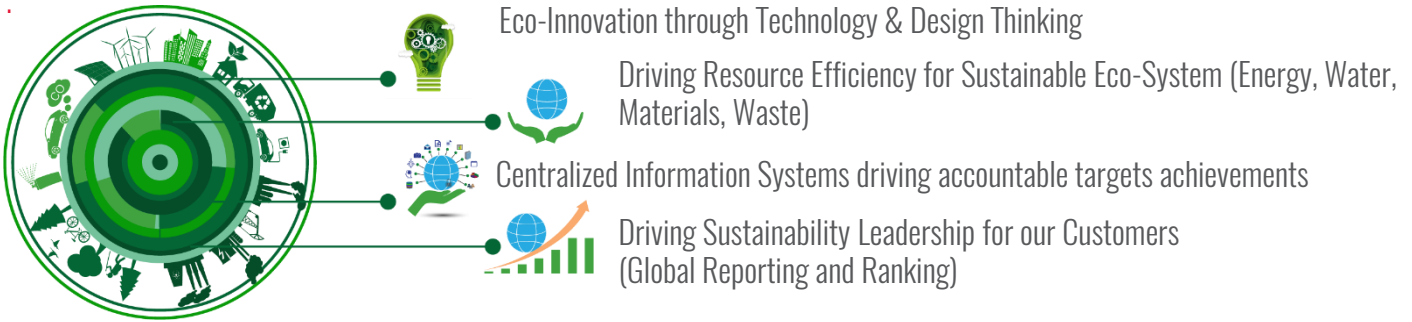 Eco-Innovation through Technology & Design Thinking
Driving Resource Efficiency for Sustainable Eco-System (Energy, Water,
Materials, Waste)
CO
Centralized Information Systems driving accountable targets achievements
Driving Sustainability Leadership for our Customers
(Global Reporting and Ranking)